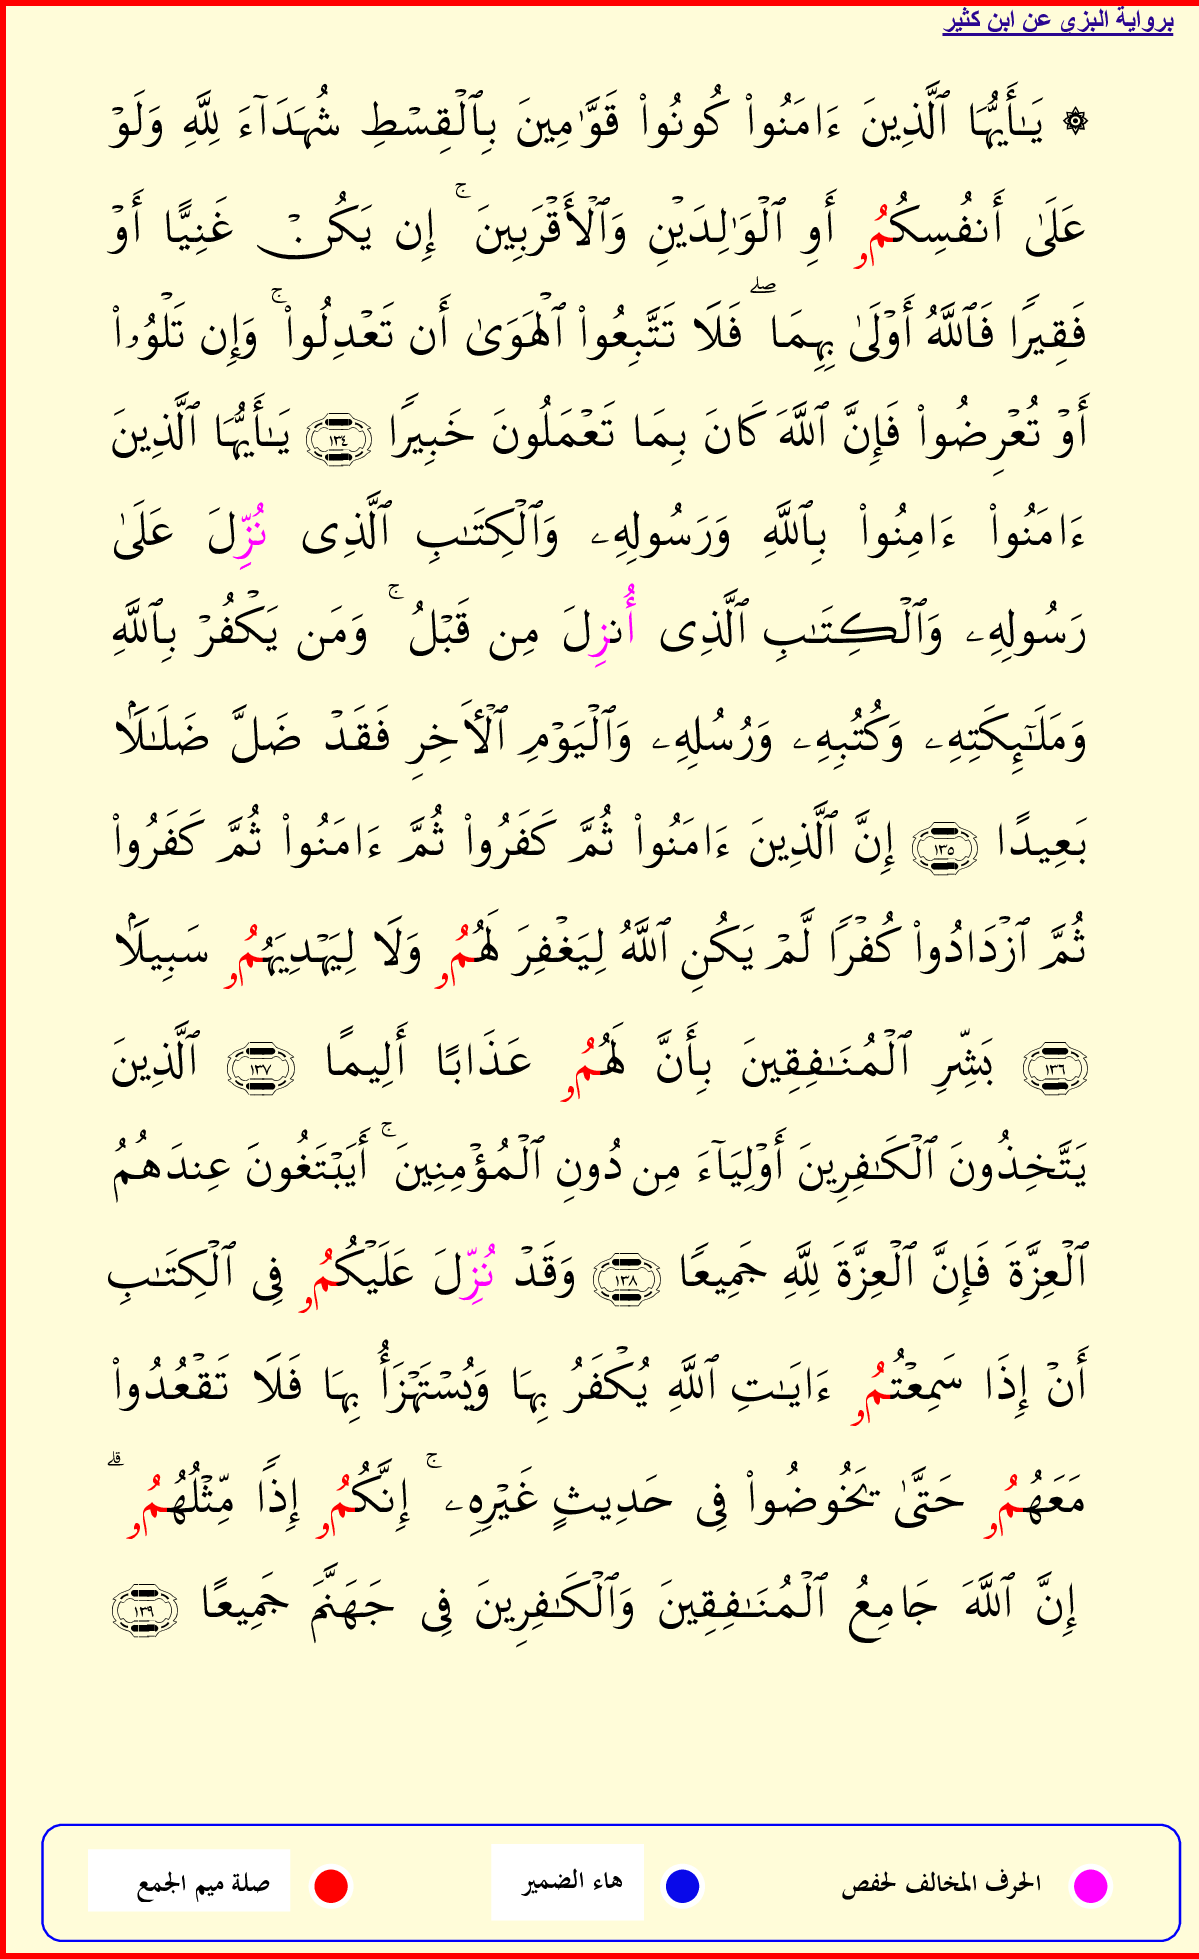 برواية البزي عن ابن كثير
۞ يَـٰٓأَيُّهَا ٱلَّذِينَ ءَامَنُوا۟ كُونُوا۟ قَوَّٰمِينَ بِٱلْقِسْطِ شُهَدَآءَ لِلَّهِ وَلَوْ
عَلَىٰ أَنفُسِكُمُۥ أَوِ ٱلْوَٰلِدَيْنِ وَٱلْأَقْرَبِينَ ۚ إِن يَكُنْ غَنِيًّا أَوْ
فَقِيرًا فَٱللَّهُ أَوْلَىٰ بِهِمَا ۖ فَلَا تَتَّبِعُوا۟ ٱلْهَوَىٰ أَن تَعْدِلُوا۟ ۚ وَإِن تَلْوُۥا۟
أَوْ تُعْرِضُوا۟ فَإِنَّ ٱللَّهَ كَانَ بِمَا تَعْمَلُونَ خَبِيرًا ١٣٤ يَـٰٓأَيُّهَا ٱلَّذِينَ
ءَامَنُوا۟ ءَامِنُوا۟ بِٱللَّهِ وَرَسُولِهِۦ وَٱلْكِتَـٰبِ ٱلَّذِى نُزِّلَ عَلَىٰ
رَسُولِهِۦ وَٱلْكِتَـٰبِ ٱلَّذِى أُنزِلَ مِن قَبْلُ ۚ وَمَن يَكْفُرْ بِٱللَّهِ
وَمَلَـٰٓئِكَتِهِۦ وَكُتُبِهِۦ وَرُسُلِهِۦ وَٱلْيَوْمِ ٱلْأَخِرِ فَقَدْ ضَلَّ ضَلَـٰلًۢا
بَعِيدًا ١٣٥ إِنَّ ٱلَّذِينَ ءَامَنُوا۟ ثُمَّ كَفَرُوا۟ ثُمَّ ءَامَنُوا۟ ثُمَّ كَفَرُوا۟
ثُمَّ ٱزْدَادُوا۟ كُفْرًا لَّمْ يَكُنِ ٱللَّهُ لِيَغْفِرَ لَهُمُۥ وَلَا لِيَهْدِيَهُمُۥ سَبِيلًۢا
١٣٦ بَشِّرِ ٱلْمُنَـٰفِقِينَ بِأَنَّ لَهُمُۥ عَذَابًا أَلِيمًا ١٣٧ ٱلَّذِينَ
يَتَّخِذُونَ ٱلْكَـٰفِرِينَ أَوْلِيَآءَ مِن دُونِ ٱلْمُؤْمِنِينَ ۚ أَيَبْتَغُونَ عِندَهُمُ
ٱلْعِزَّةَ فَإِنَّ ٱلْعِزَّةَ لِلَّهِ جَمِيعًا ١٣٨ وَقَدْ نُزِّلَ عَلَيْكُمُۥ فِى ٱلْكِتَـٰبِ
أَنْ إِذَا سَمِعْتُمُۥ ءَايَـٰتِ ٱللَّهِ يُكْفَرُ بِهَا وَيُسْتَهْزَأُ بِهَا فَلَا تَقْعُدُوا۟
مَعَهُمُۥ حَتَّىٰ يَخُوضُوا۟ فِى حَدِيثٍ غَيْرِهِۦ ۚ إِنَّكُمُۥ إِذًا مِّثْلُهُمُۥ ۗ
إِنَّ ٱللَّهَ جَامِعُ ٱلْمُنَـٰفِقِينَ وَٱلْكَـٰفِرِينَ فِى جَهَنَّمَ جَمِيعًا ١٣٩
الحرف المخالف لحفص هاء الضمير صلة ميم الجمع